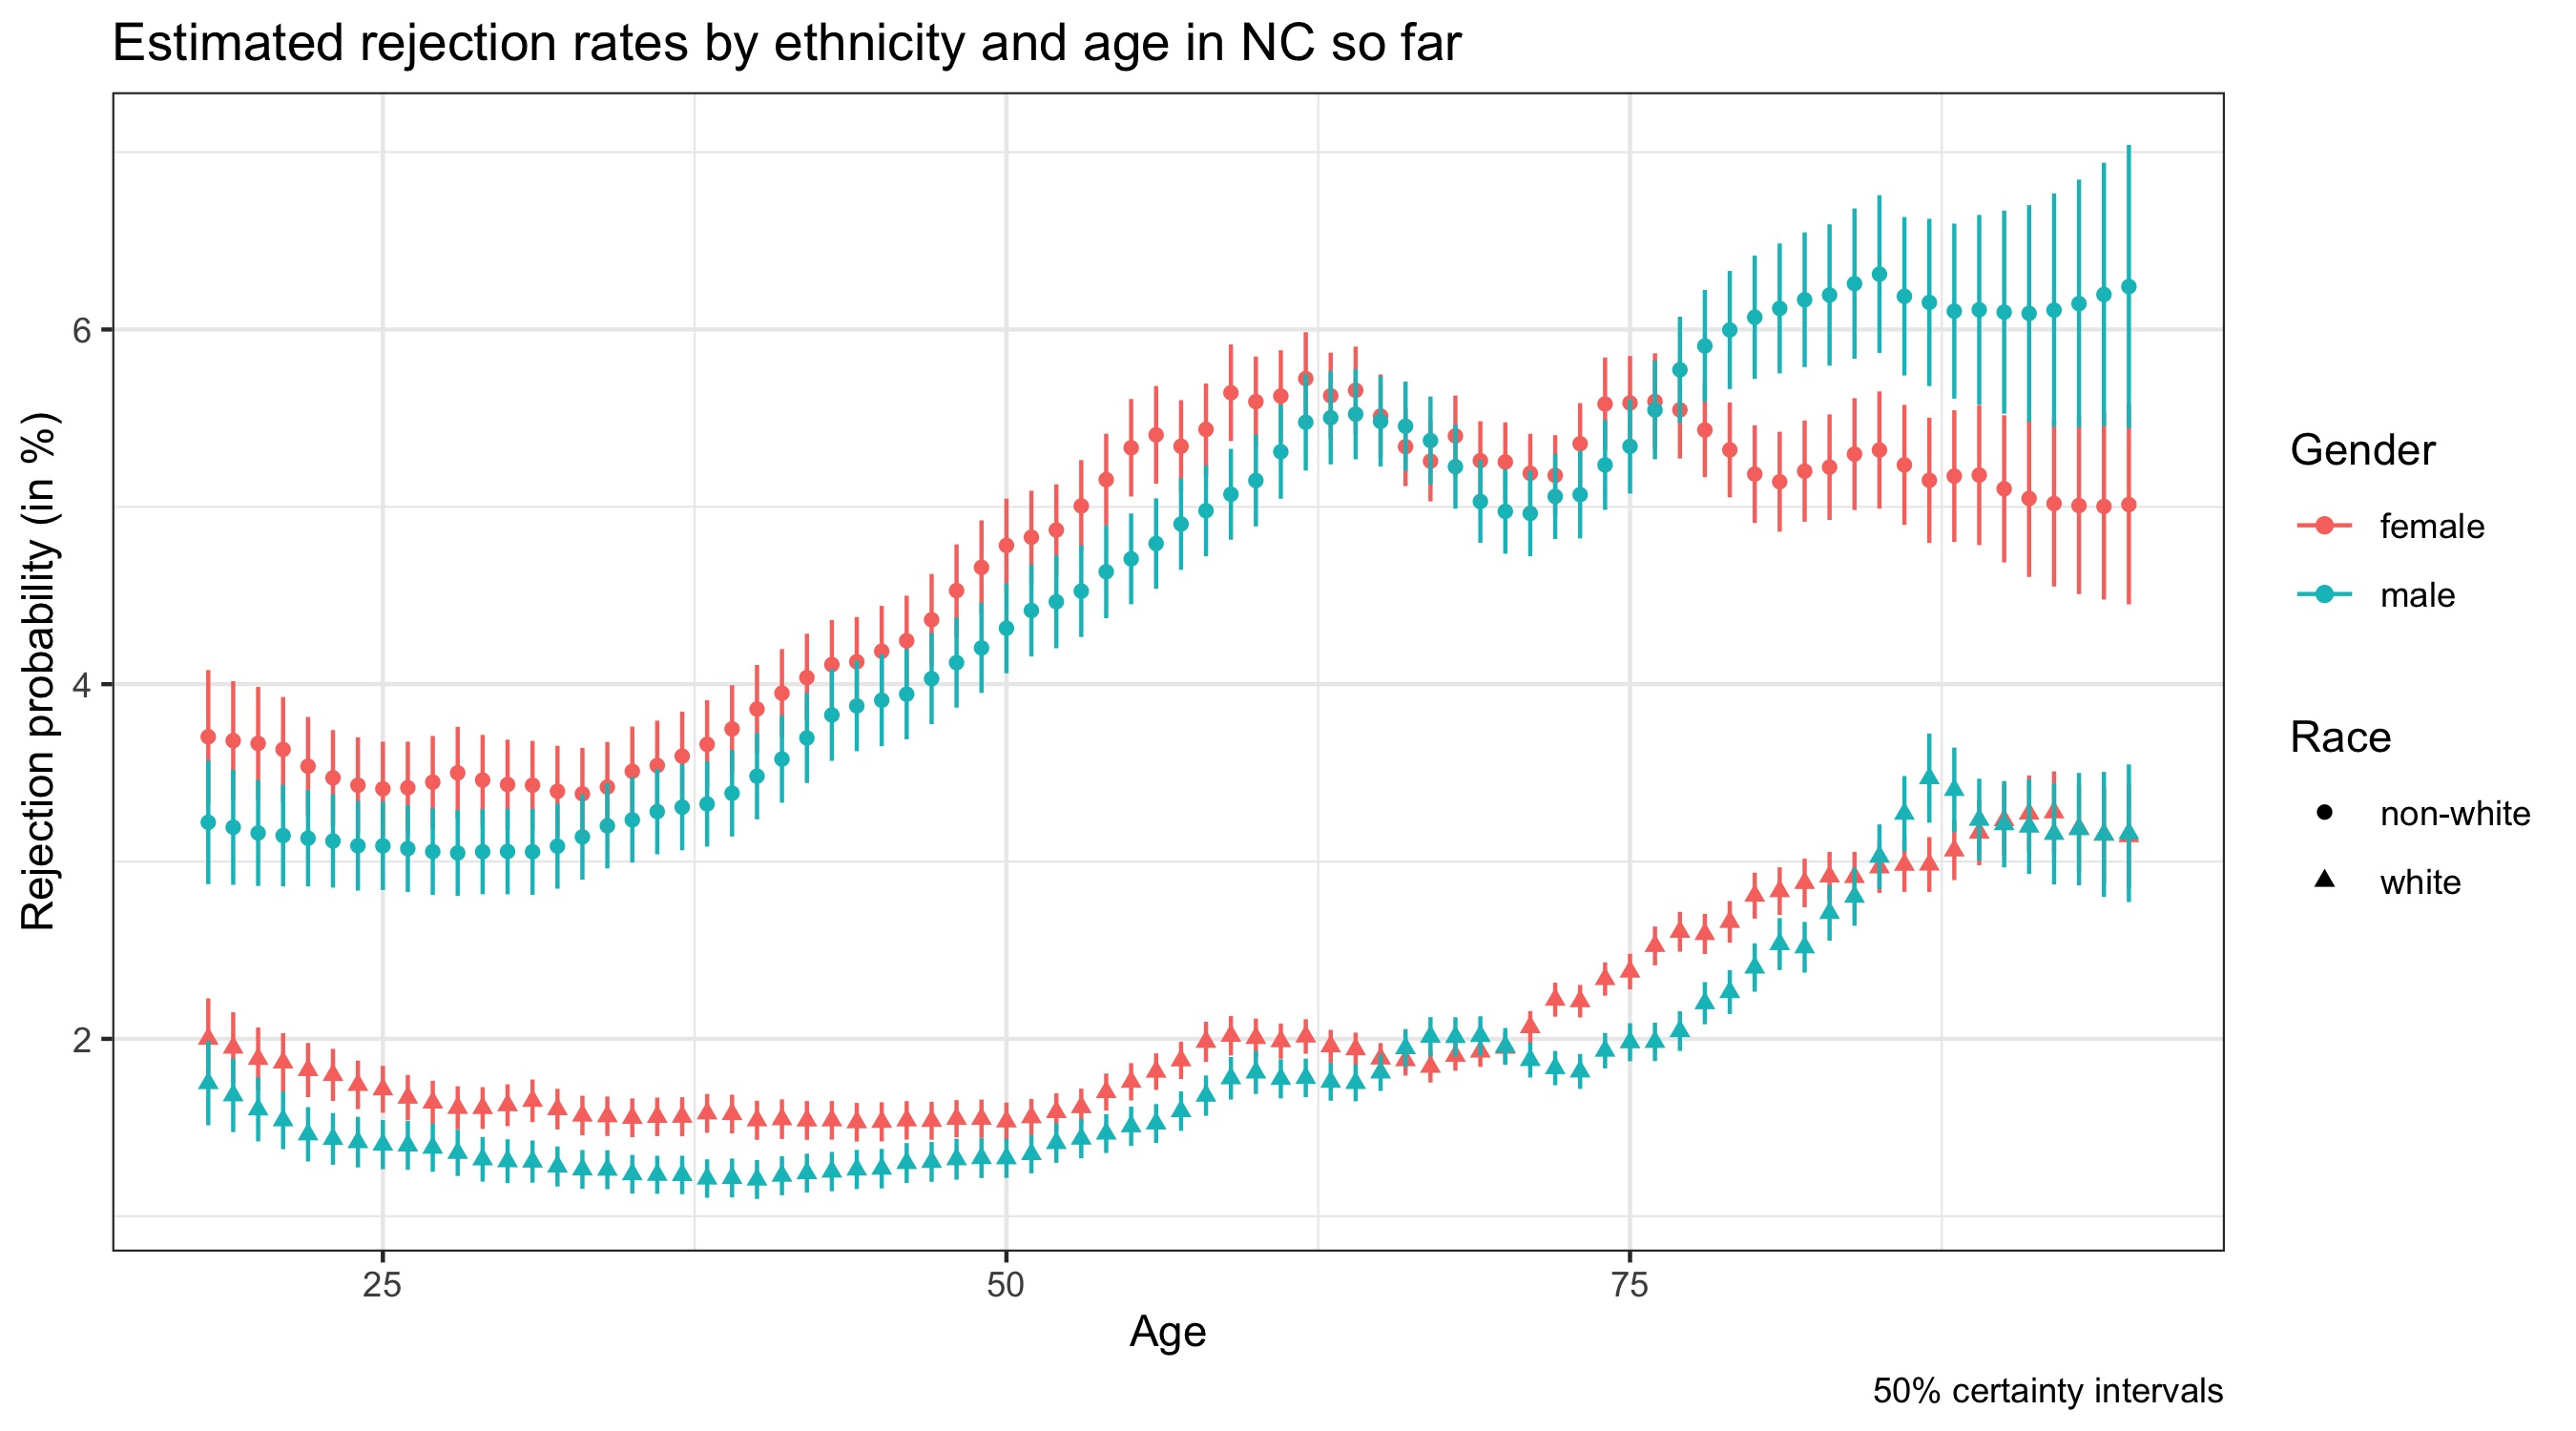 Estimated rejection rates by ethnicity and age in NC so far
Rejection probability (in %)
6
4
2
25
50
75
Age
50% certainty intervals
Gender
female
male
Race
non-white
white